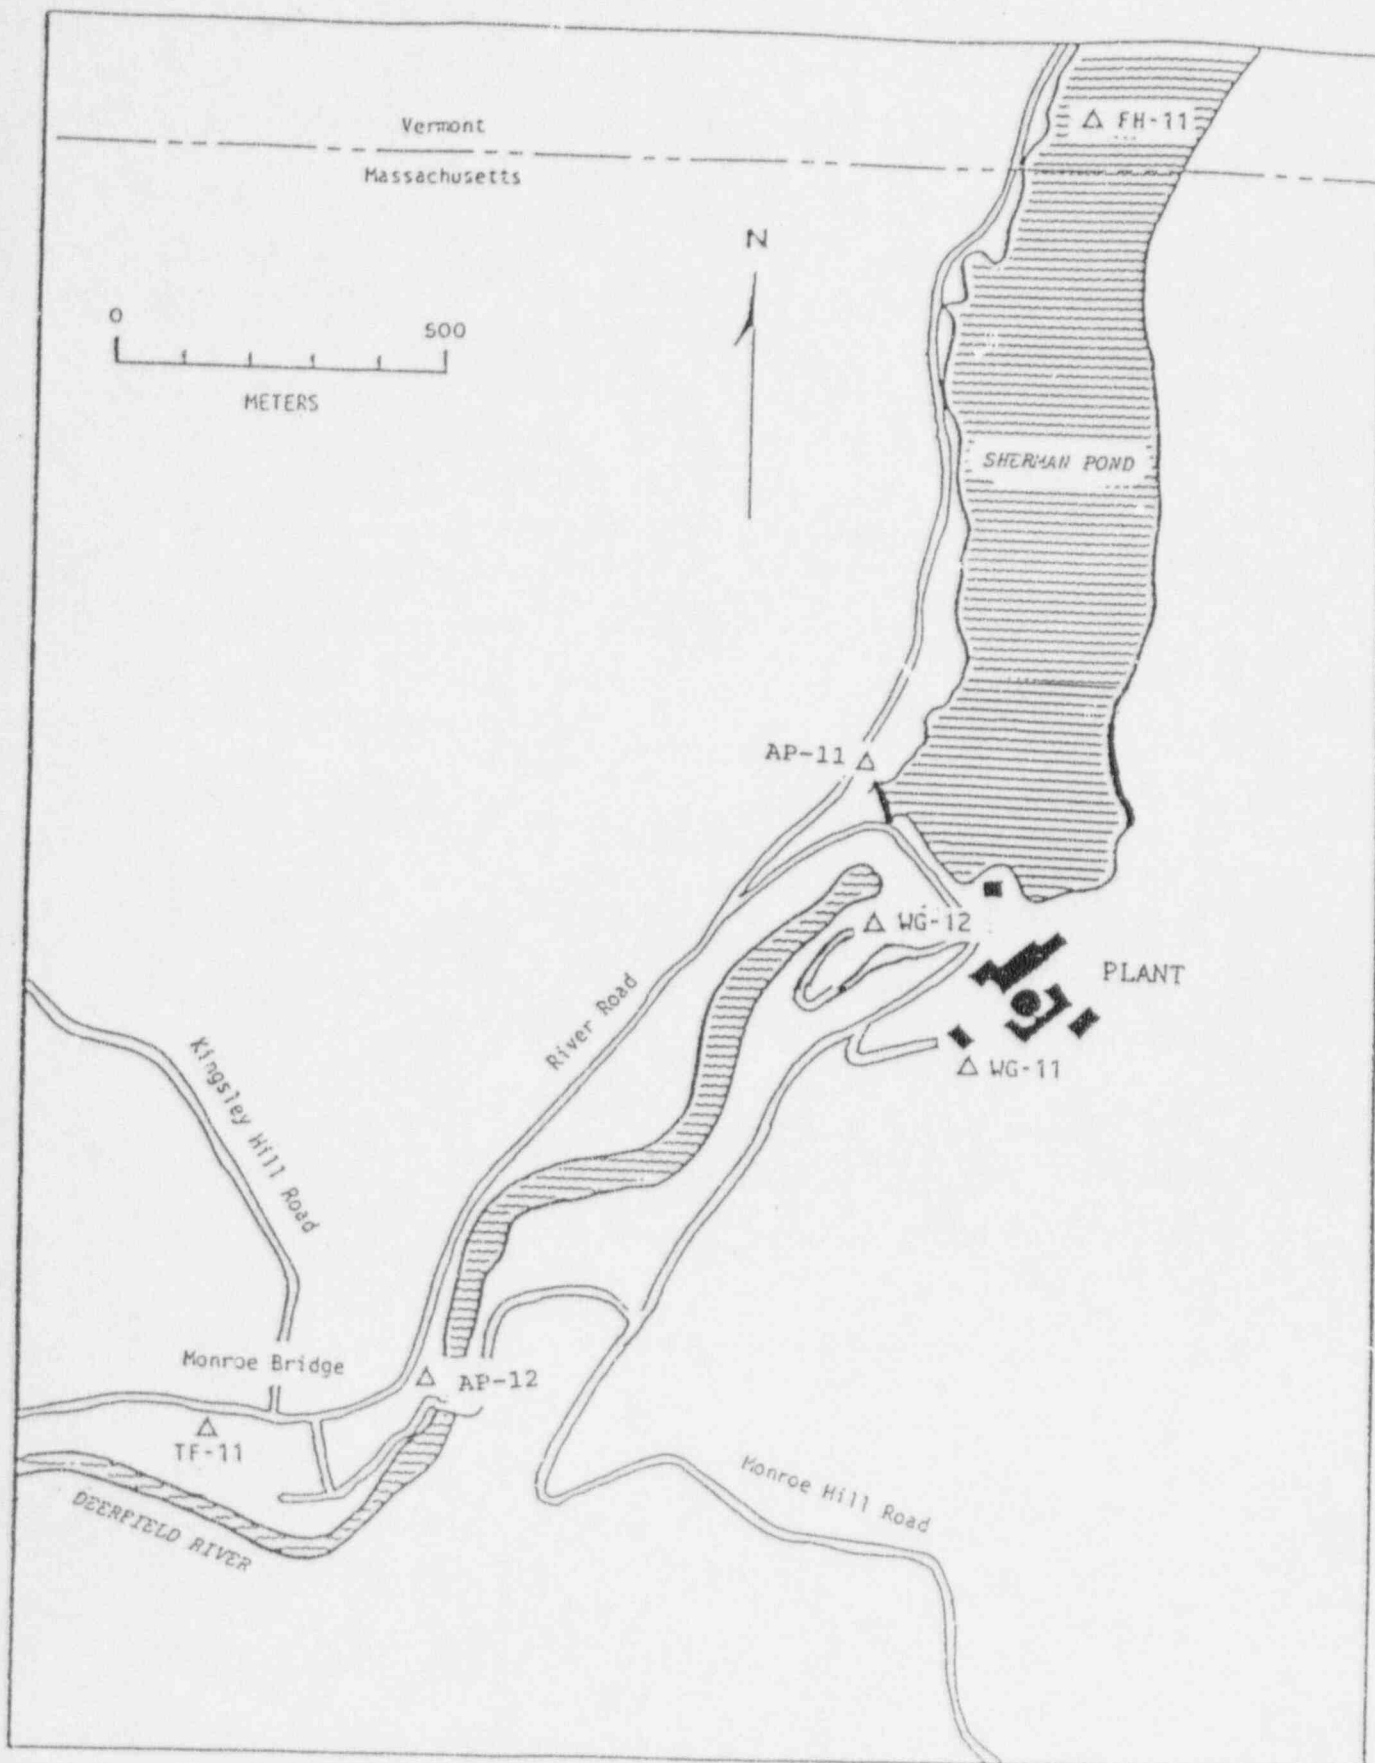 FH-11
Vermont
Massachusetts
N
0 500
METERS
SHERMAN POND
AP-11
WG-12
PLANT
River Road
WG-11
Kingsley Hill Road
Monroe Bridge
AP-12
TF-11
Monroe Hill Road
DEERFIELD RIVER